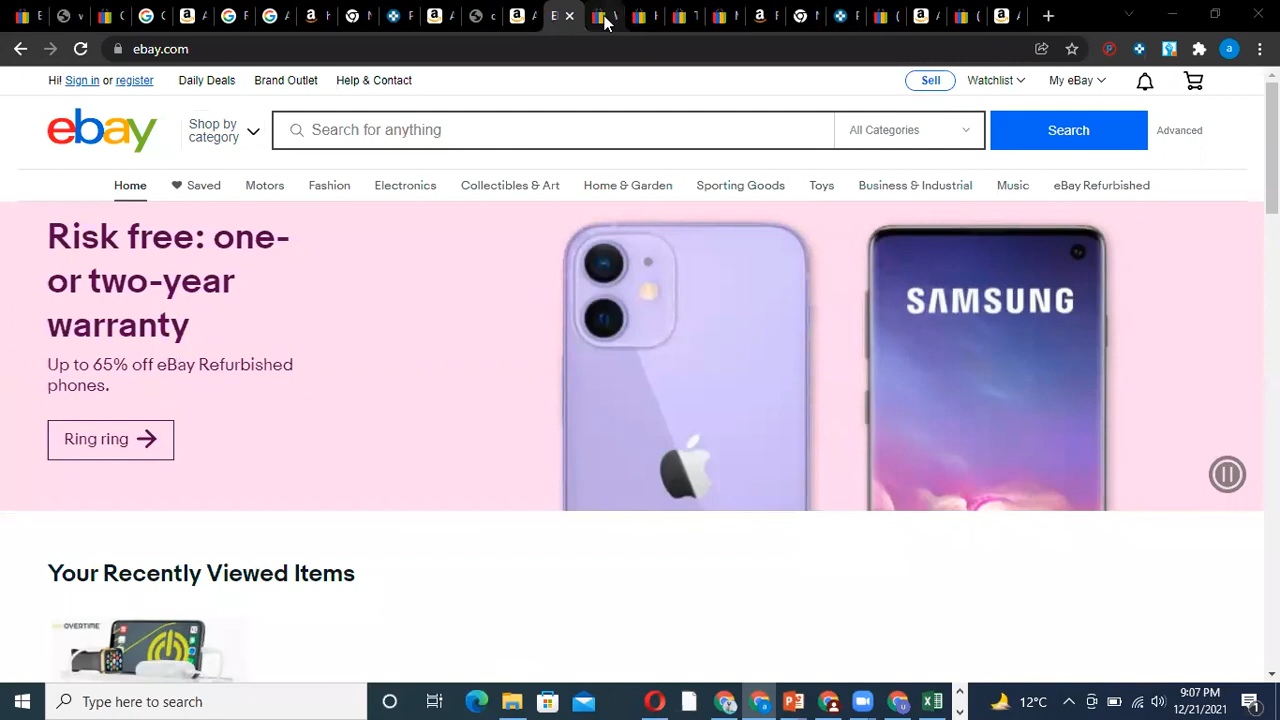 ebay.com
Hi! Sign in or register
Daily Deals
Brand Outlet
Help & Contact
Sell
Watchlist
My eBay
ebay
Shop by
category
Search for anything
All Categories
Search
Advanced
Home
Saved
Motors
Fashion
Electronics
Collectibles & Art
Home & Garden
Sporting Goods
Toys
Business & Industrial
Music
eBay Refurbished
Risk free: one-
or two-year
warranty
Up to 65% off eBay Refurbished
phones.
Ring ring
SAMSUNG
Your Recently Viewed Items
OVERTIME
Type here to search
12°C
9:07 PM
12/21/2021